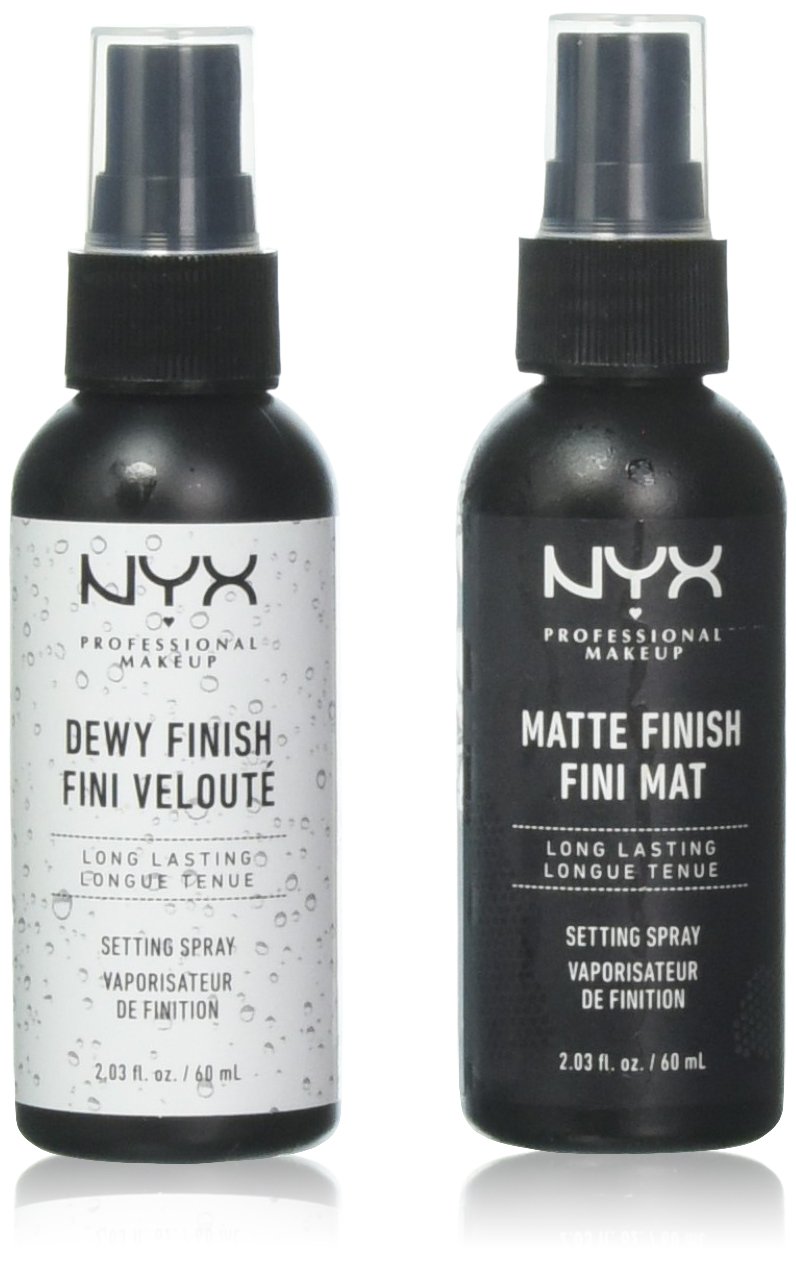 NYX
PROFESSIONAL
MAKEUP
DEWY FINISH
FINI VELOUTÉ
LONG LASTING
LONGUE TENUE
SETTING SPRAY
VAPORISATEUR
DE FINITION
2.03 fl. oz. / 60 mL
NYX
PROFESSIONAL
MAKEUP
MATTE FINISH
FINI MAT
LONG LASTING
LONGUE TENUE
SETTING SPRAY
VAPORISATEUR
DE FINITION
2.03 fl. oz. / 60 mL